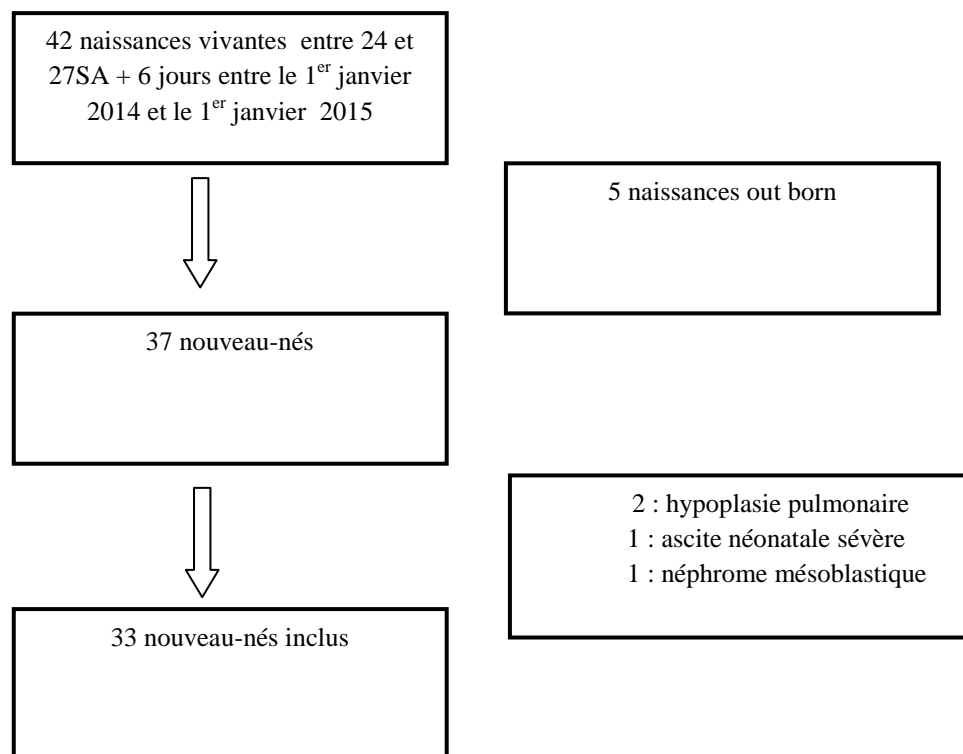 42 naissances vivantes entre 24 et
27SA + 6 jours entre le 1er janvier
2014 et le 1er janvier 2015
5 naissances out born
37 nouveau-nés
2 : hypoplasie pulmonaire
1 : ascite néonatale sévère
1 : néphrome mésoblastique
33 nouveau-nés inclus